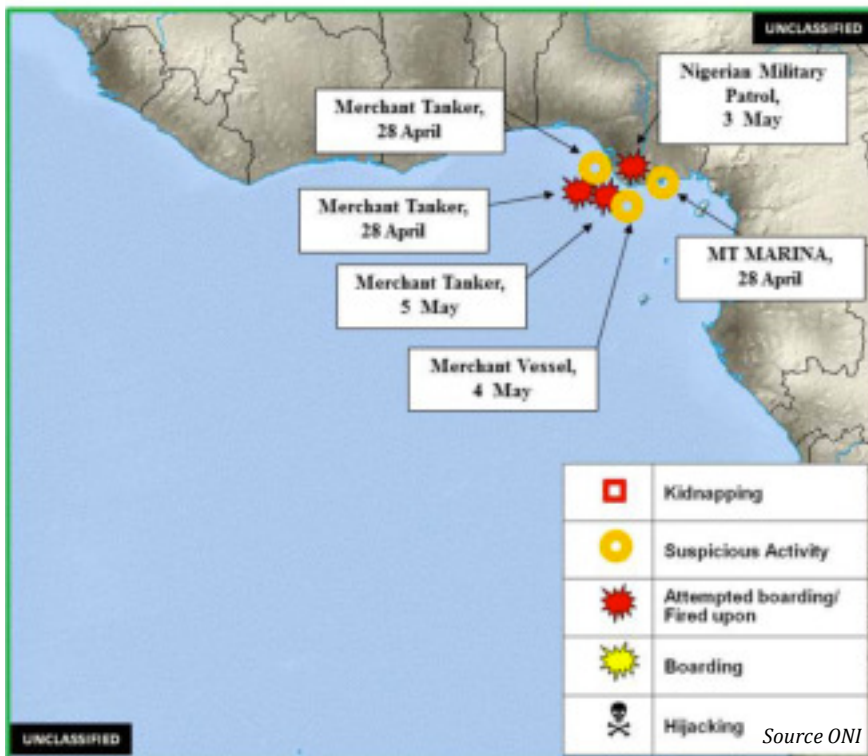 UNCLASSIFIED
Nigerian Military
Patrol,
3 May
Merchant Tanker,
28 April
Merchant Tanker,
28 April
MT MARINA,
28 April
Merchant Tanker,
5 May
Merchant Vessel,
4 May
Kidnapping
Suspicious Activity
Attempted boarding/
Fired upon
Boarding
Hijacking
Source ONI
UNCLASSIFIED